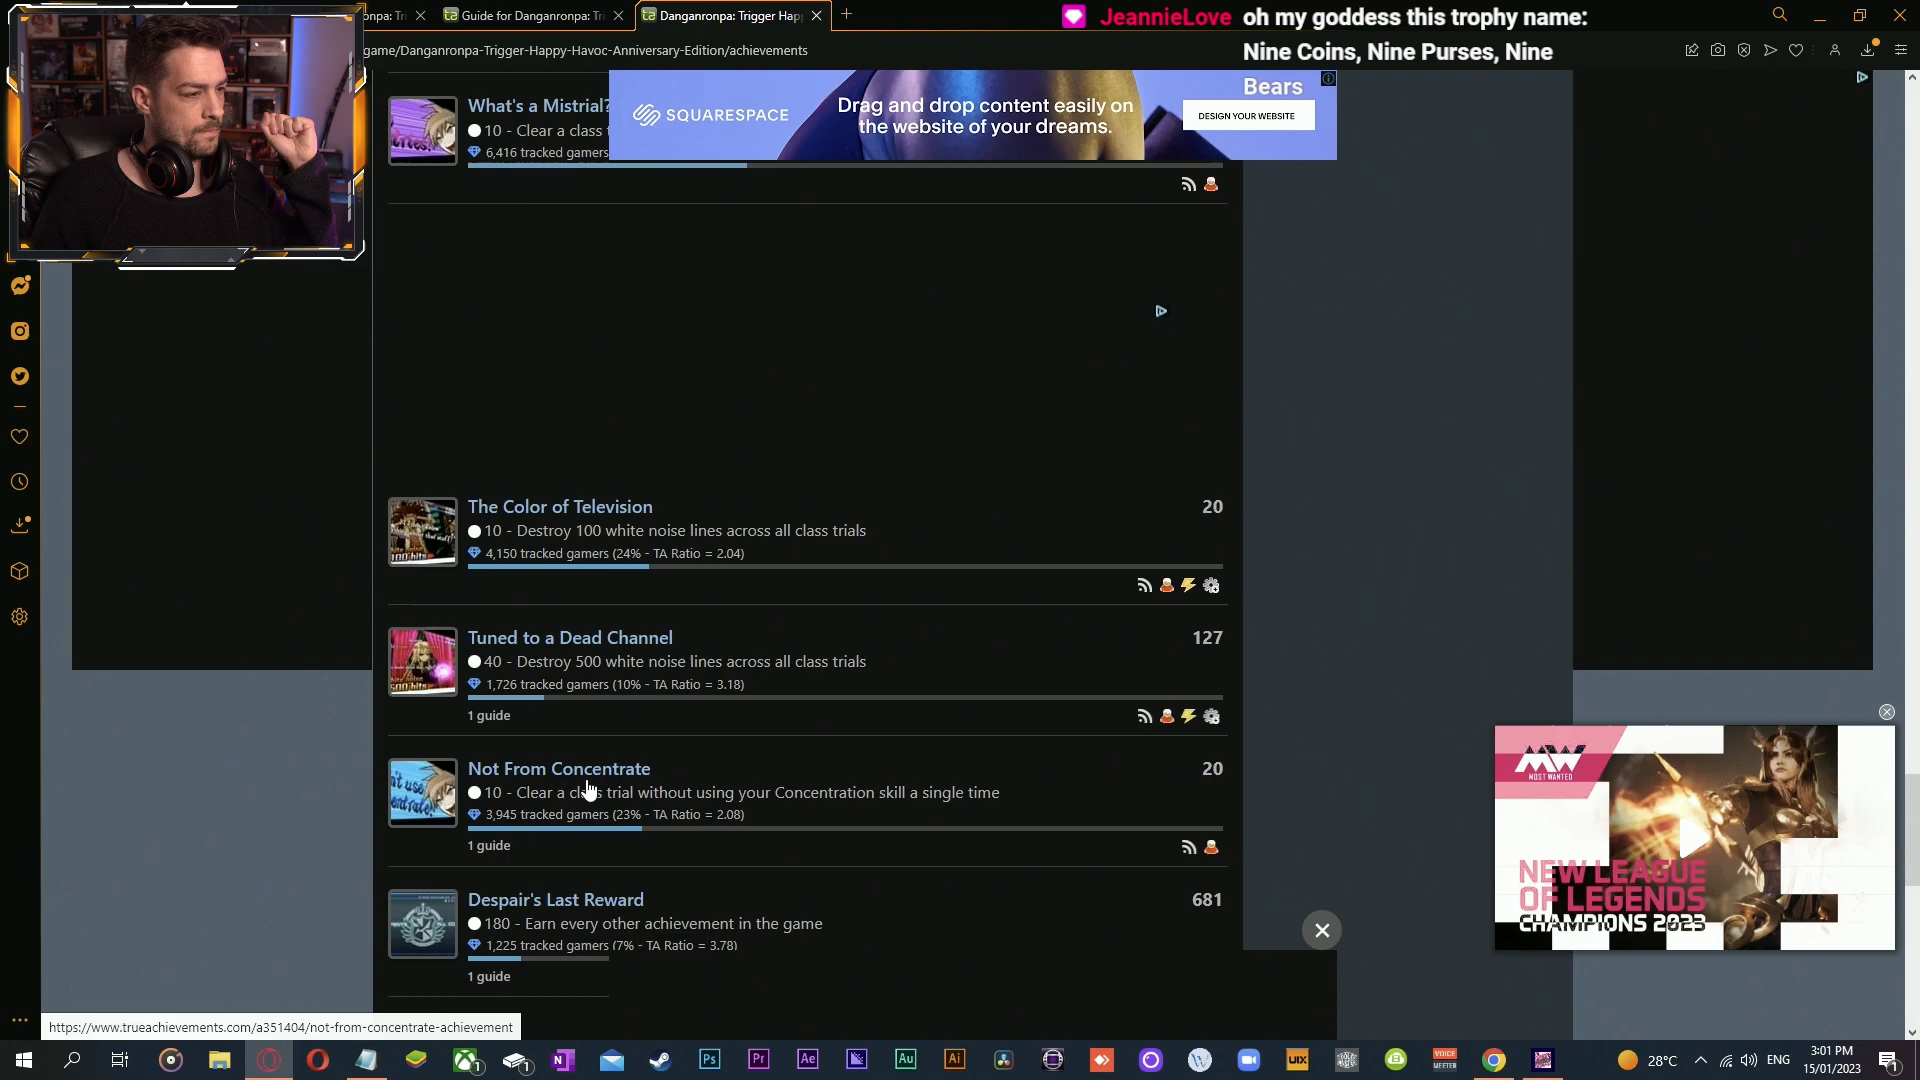 onpa: Tri
Guide for Danganronpa: Tri
Danganronpa: Trigger Hap
JeannieLove oh my goddess this trophy name:
Nine Coins, Nine Purses, Nine
Bears
game/Danganronpa-Trigger-Happy-Havoc-Anniversary-Edition/achievements
SQUARESPACE
Drag and drop content easily on
the website of your dreams.
DESIGN YOUR WEBSITE
What's a Mistrial?
10 - Clear a class t
6,416 tracked gamers
The Color of Television
20
10 - Destroy 100 white noise lines across all class trials
4,150 tracked gamers (24% - TA Ratio = 2.04)
Tuned to a Dead Channel
127
40 - Destroy 500 white noise lines across all class trials
1,726 tracked gamers (10% - TA Ratio = 3.18)
1 guide
Not From Concentrate
20
10 - Clear a class trial without using your Concentration skill a single time
3,945 tracked gamers (23% - TA Ratio = 2.08)
1 guide
Despair's Last Reward
681
180 - Earn every other achievement in the game
1,225 tracked gamers (7% - TA Ratio = 3.78)
1 guide
MW
MOST WANTED
NEW LEAGUE
OF LEGENDS
CHAMPIONS 2023
https://www.trueachievements.com/a351404/not-from-concentrate-achievement
28°C
ENG
3:01 PM
15/01/2023